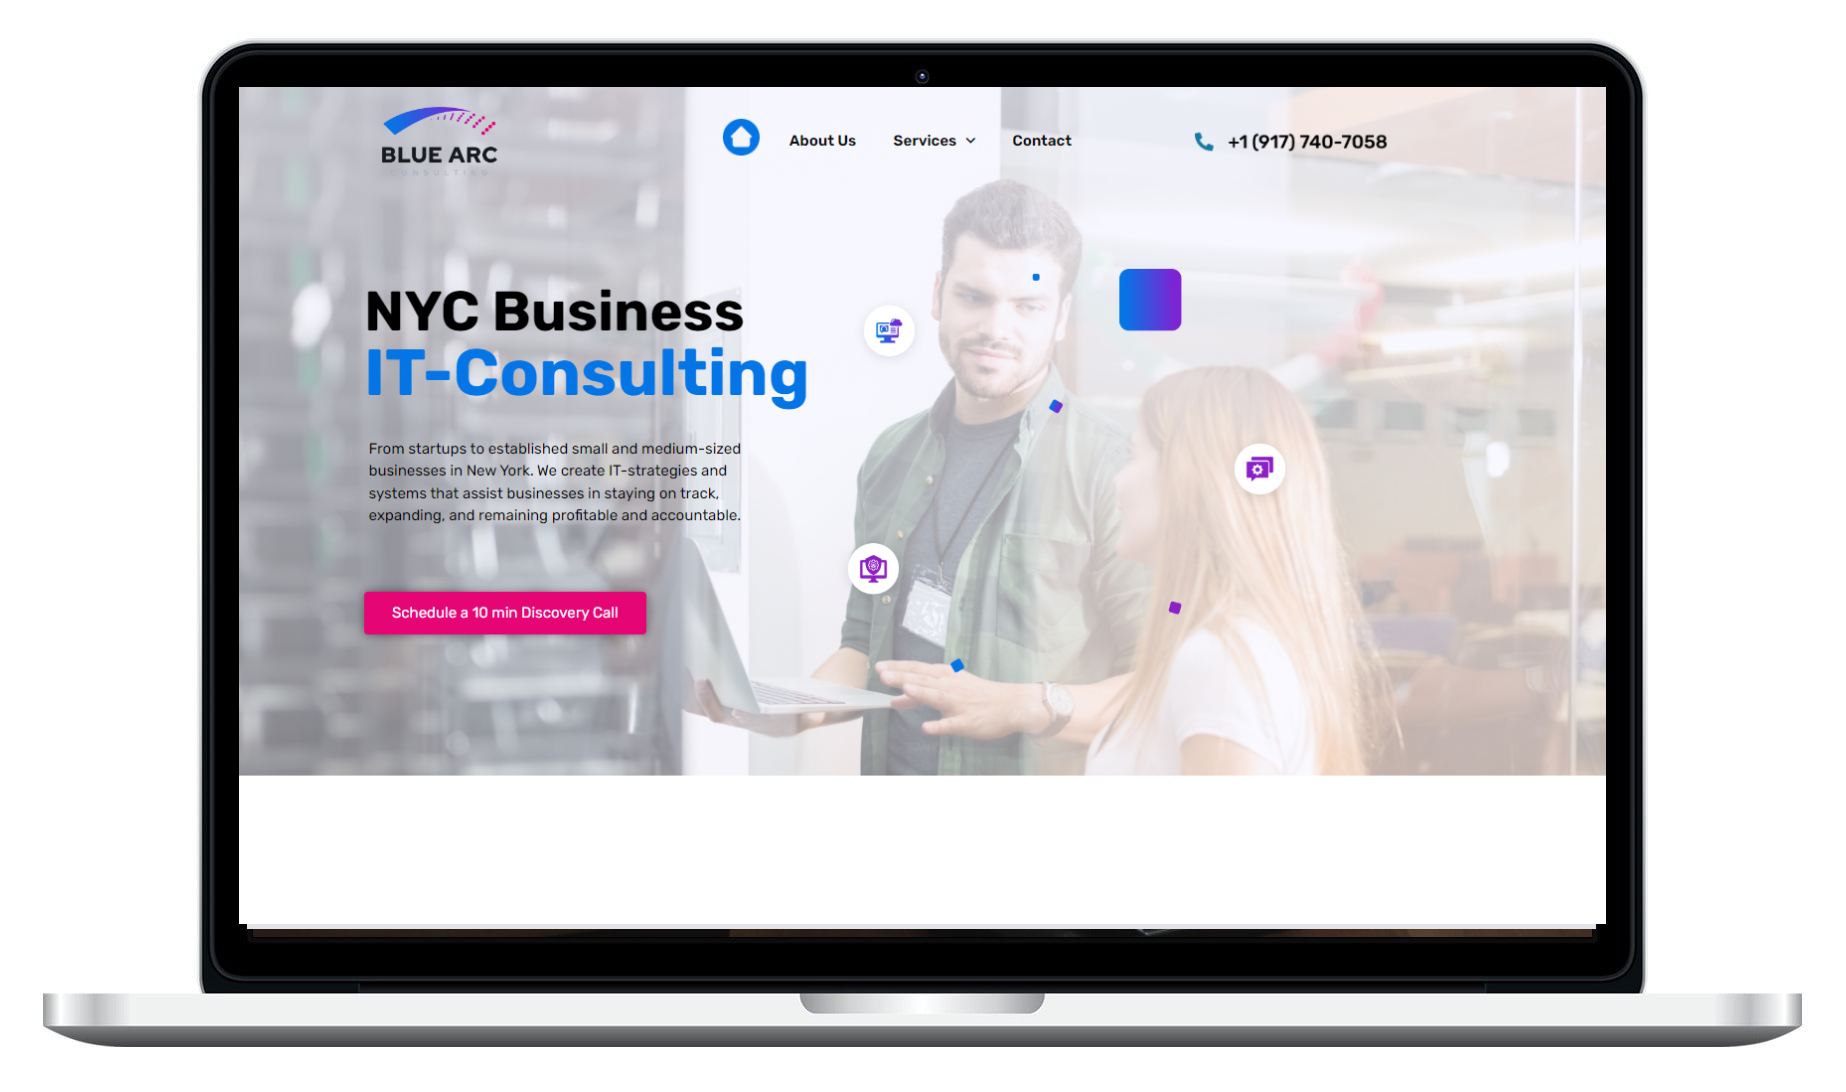 BLUE ARC
CONSULTING
About Us
Services
Contact
+1 (917) 740-7058
NYC Business
IT-Consulting
From startups to established small and medium-sized
businesses in New York. We create IT-strategies and
systems that assist businesses in staying on track,
expanding, and remaining profitable and accountable.
Schedule a 10 min Discovery Call